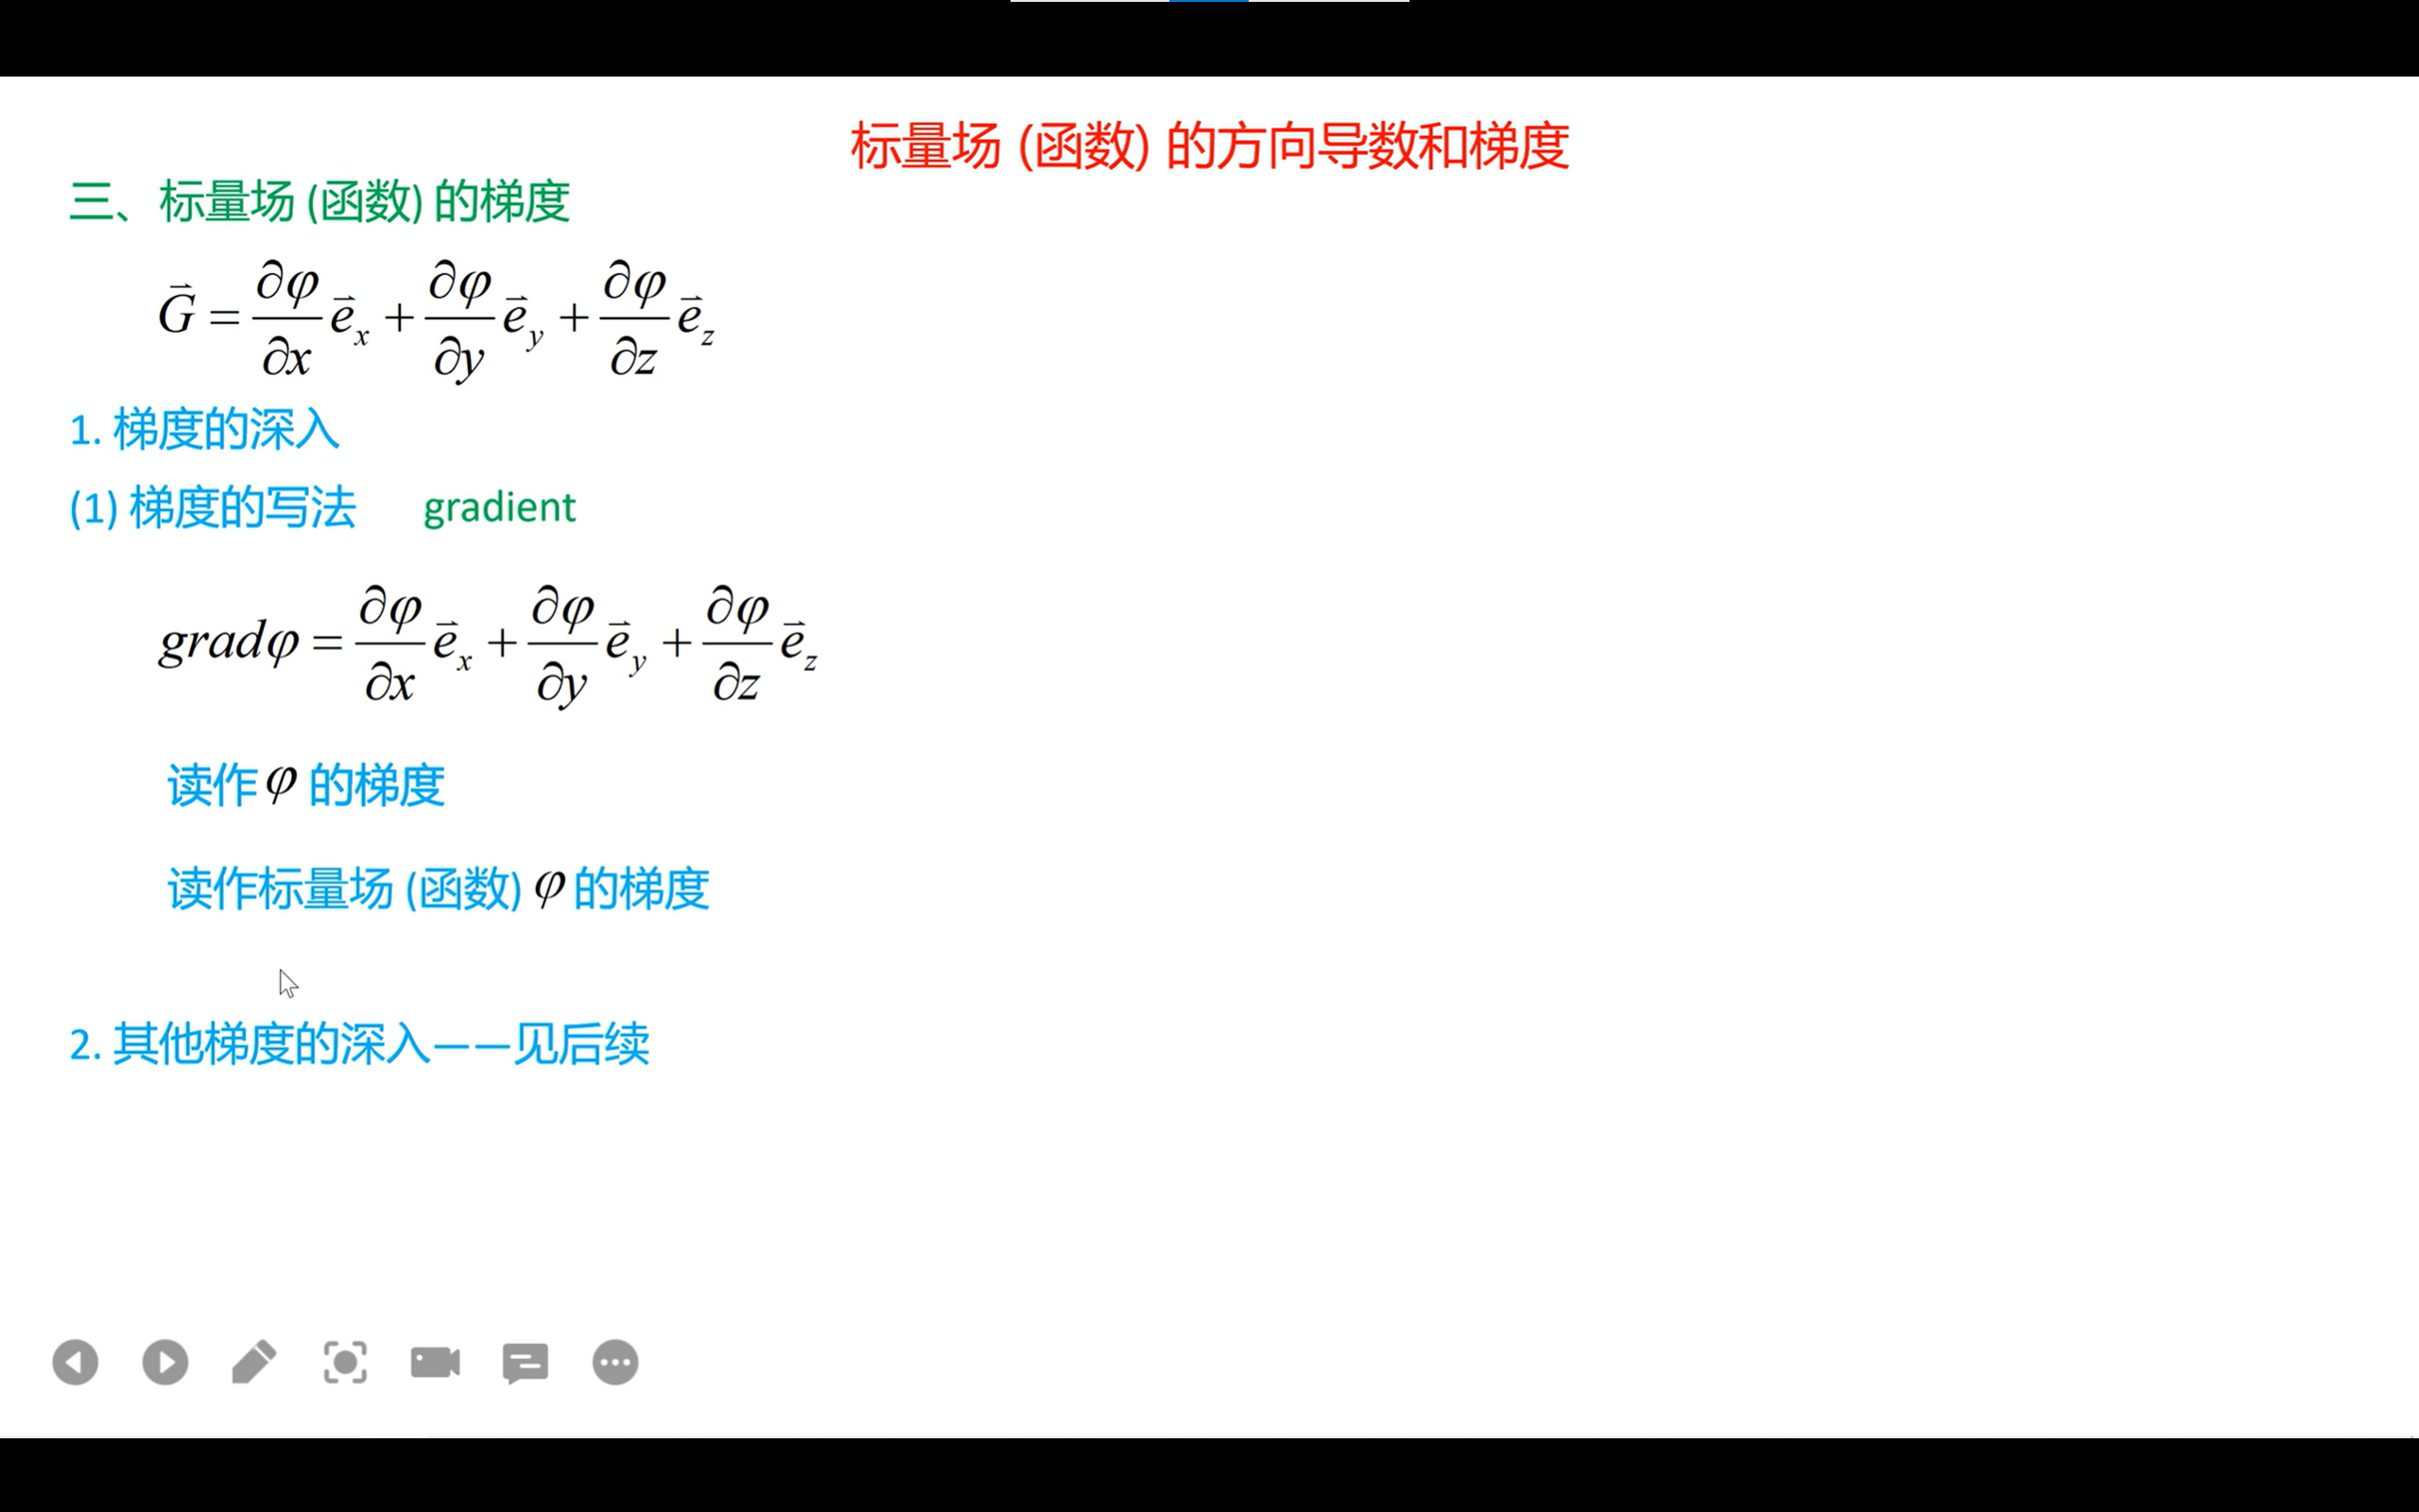 标量场 (函数) 的方向导数和梯度
三、标量场 (函数) 的梯度
$\vec{G} = \frac{\partial \varphi}{\partial x}\vec{e}_x + \frac{\partial \varphi}{\partial y}\vec{e}_y + \frac{\partial \varphi}{\partial z}\vec{e}_z$
1. 梯度的深入
(1) 梯度的写法 gradient
$grad\varphi = \frac{\partial \varphi}{\partial x}\vec{e}_x + \frac{\partial \varphi}{\partial y}\vec{e}_y + \frac{\partial \varphi}{\partial z}\vec{e}_z$
读作 φ 的梯度
读作标量场 (函数) φ 的梯度
2. 其他梯度的深入——见后续